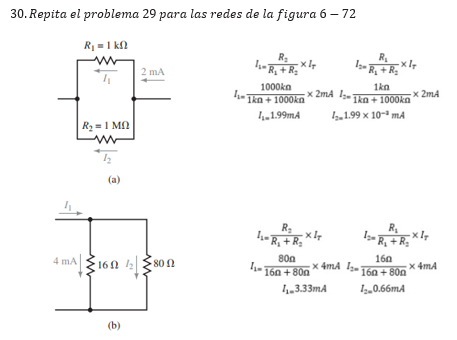 30. Repita el problema 29 para las redes de la figura 6 – 72
R₁ = 1 kΩ
I₁
2 mA
R₂ = 1 MΩ
I₂
(a)
I₁= R₂ / R₁ + R₂ × I_T I₂= R₁ / R₁ + R₂ × I_T
I₁= 1000kΩ / 1kΩ + 1000kΩ × 2mA I₂= 1kΩ / 1kΩ + 1000kΩ × 2mA
I₁=1.99mA I₂=1.99 × 10⁻³ mA
I₁
4 mA 16 Ω I₂ 80 Ω
(b)
I₁= R₂ / R₁ + R₂ × I_T I₂= R₁ / R₁ + R₂ × I_T
I₁= 80Ω / 16Ω + 80Ω × 4mA I₂= 16Ω / 16Ω + 80Ω × 4mA
I₁=3.33mA I₂=0.66mA